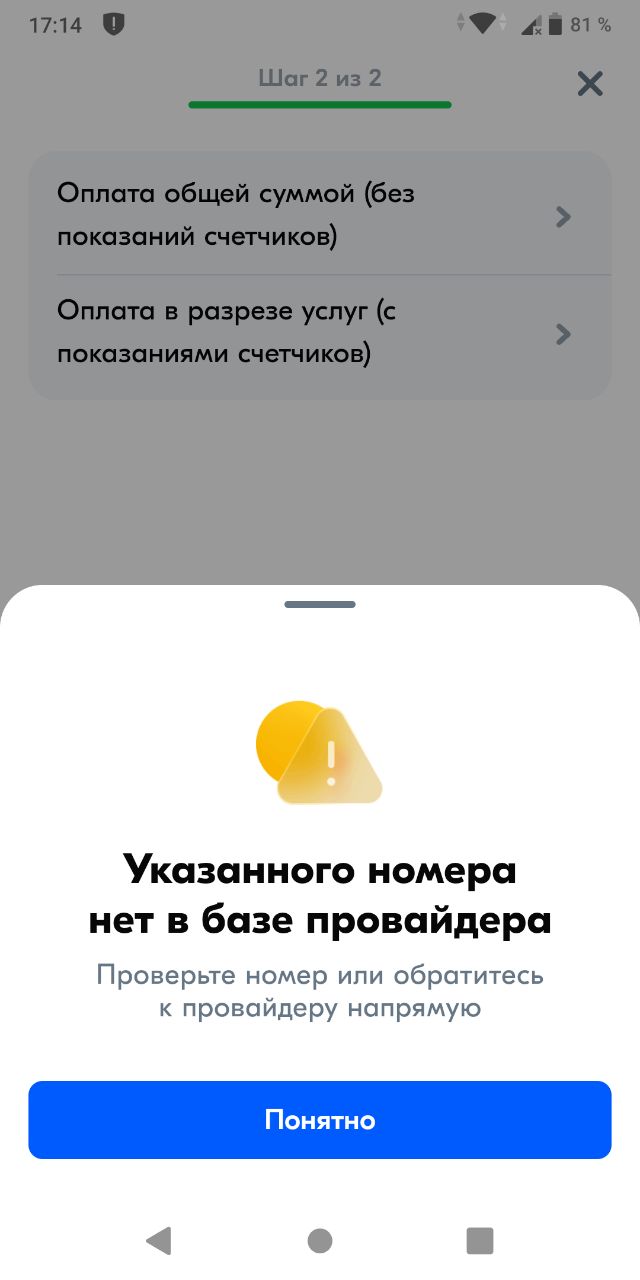 17:14
81 %
Шаг 2 из 2
Оплата общей суммой (без
показаний счетчиков)
Оплата в разрезе услуг (с
показаниями счетчиков)
Указанного номера
нет в базе провайдера
Проверьте номер или обратитесь
к провайдеру напрямую
Понятно